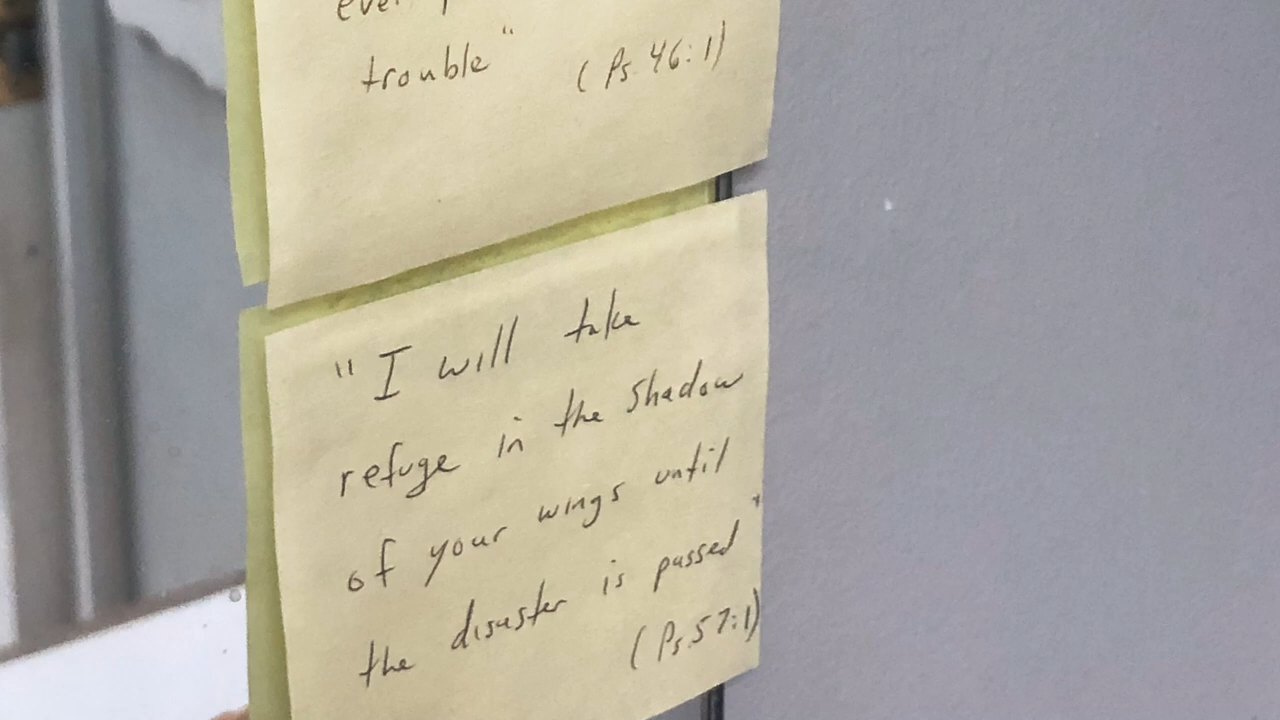 trouble" (Ps. 46:1)
"I will take
refuge in the shadow
of your wings until
the disaster is passed"
(Ps. 57:1)